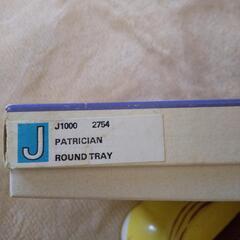 J
J1000 2754
PATRICIAN
ROUND TRAY